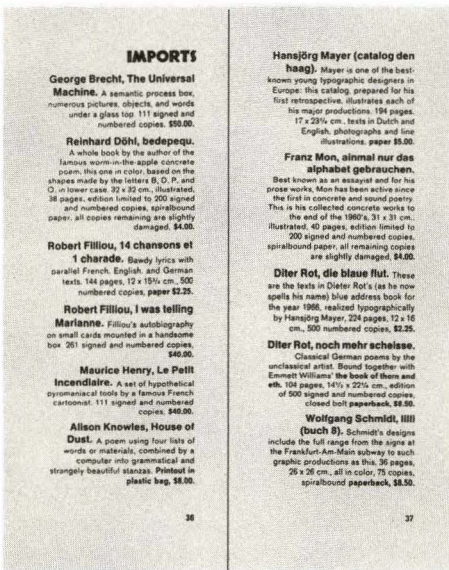 IMPORTS
George Brecht, The Universal
Machine. A semantic process box,
numerous pictures, objects, and words
under a glass top. 111 signed and
numbered copies. $50.00.
Reinhard Döhl, bedepequ.
A whole book by the author of the
famous worm-in-the-apple concrete
poem, this one in color, based on the
shapes made by the letters B, D, P, and
Q, in lower case. 32 x 32 cm., illustrated,
38 pages, edition limited to 200 signed
and numbered copies, spiralbound
paper, all copies remaining are slightly
damaged. $4.00.
Robert Filliou, 14 chansons et
1 charade. Bawdy lyrics with
parallel French, English, and German
texts. 144 pages, 12 x 15¾ cm., 500
numbered copies, paper $2.25.
Robert Filliou, I was telling
Marianne. Filliou's autobiography
on small cards mounted in a handsome
box. 261 signed and numbered copies,
$40.00.
Maurice Henry, Le Petit
Incendiaire. A set of hypothetical
pyromaniacal tools by a famous French
cartoonist. 111 signed and numbered
copies, $40.00.
Alison Knowles, House of
Dust. A poem using four lists of
words or materials, combined by a
computer into grammatical and
strangely beautiful stanzas. Printout in
plastic bag, $8.00.
36
Hansjörg Mayer (catalog den
haag). Mayer is one of the best-
known young typographic designers in
Europe: this catalog, prepared for his
first retrospective, illustrates each of
his major productions. 194 pages,
17 x 23¾ cm., texts in Dutch and
English, photographs and line
illustrations. paper $5.00.
Franz Mon, ainmal nur das
alphabet gebrauchen.
Best known as an essayist and for his
prose works, Mon has been active since
the first in concrete and sound poetry.
This is his collected concrete works to
the end of the 1960's, 31 x 31 cm.,
illustrated, 40 pages, edition limited to
200 signed and numbered copies,
spiralbound paper, all remaining copies
are slightly damaged, $4.00.
Diter Rot, die blaue flut. These
are the texts in Dieter Rot's (as he now
spells his name) blue address book for
the year 1966, realized typographically
by Hansjörg Mayer, 224 pages, 12 x 16
cm., 500 numbered copies, $2.25.
Diter Rot, noch mehr scheisse.
Classical German poems by the
unclassical artist. Bound together with
Emmett Williams' the book of thorn and
eth. 104 pages, 14½ x 22¼ cm., edition
of 500 signed and numbered copies,
closed bolt paperback, $8.50.
Wolfgang Schmidt, lilli
(buch 8). Schmidt's designs
include the full range from the signs at
the Frankfurt-Am-Main subway to such
graphic productions as this, 36 pages,
26 x 26 cm., all in color, 75 copies,
spiralbound paperback, $8.50.
37